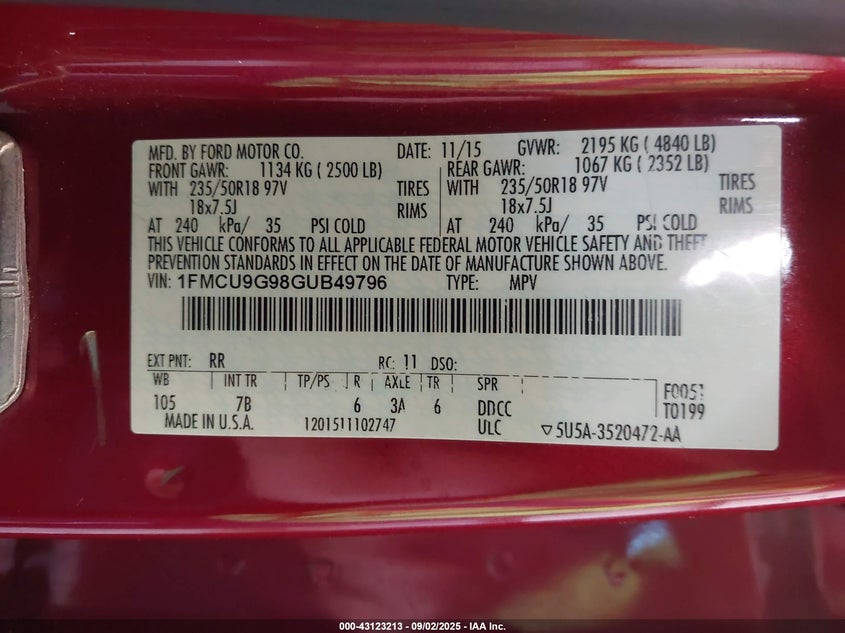 MFD. BY FORD MOTOR CO. DATE: 11/15 GVWR: 2195 KG ( 4840 LB)
FRONT GAWR: 1134 KG ( 2500 LB) REAR GAWR: 1067 KG ( 2352 LB)
WITH 235/50R18 97V TIRES WITH 235/50R18 97V TIRES
18x7.5J RIMS 18x7.5J RIMS
AT 240 kPa/ 35 PSI COLD AT 240 kPa/ 35 PSI COLD
THIS VEHICLE CONFORMS TO ALL APPLICABLE FEDERAL MOTOR VEHICLE SAFETY AND THEFT
PREVENTION STANDARDS IN EFFECT ON THE DATE OF MANUFACTURE SHOWN ABOVE.
VIN: 1FMCU9G98GUB49796 TYPE: MPV
EXT PNT: RR RC: 11 DSO:
WB INT TR TP/PS R AXLE TR SPR
105 7B 6 3A 6 DDCC F0051
MADE IN U.S.A. 1201511102747 ULC T0199
▽5U5A-3520472-AA
000-43123213 - 09/02/2025 - IAA Inc.